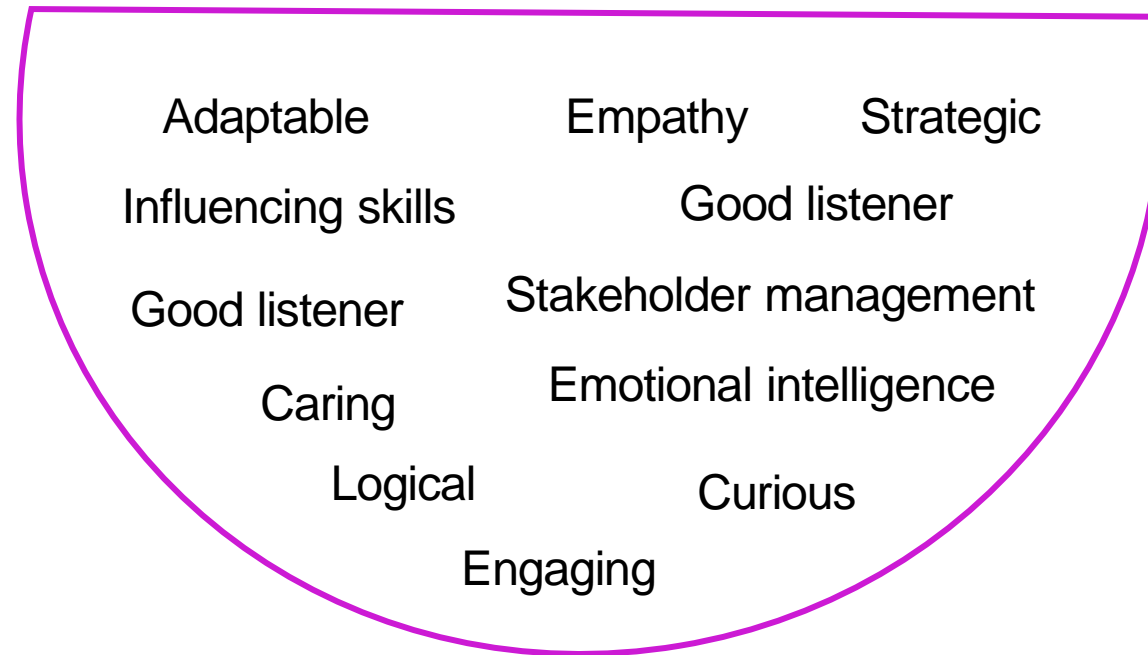 Adaptable
Empathy
Strategic
Influencing skills
Good listener
Good listener
Stakeholder management
Caring
Emotional intelligence
Logical
Curious
Engaging